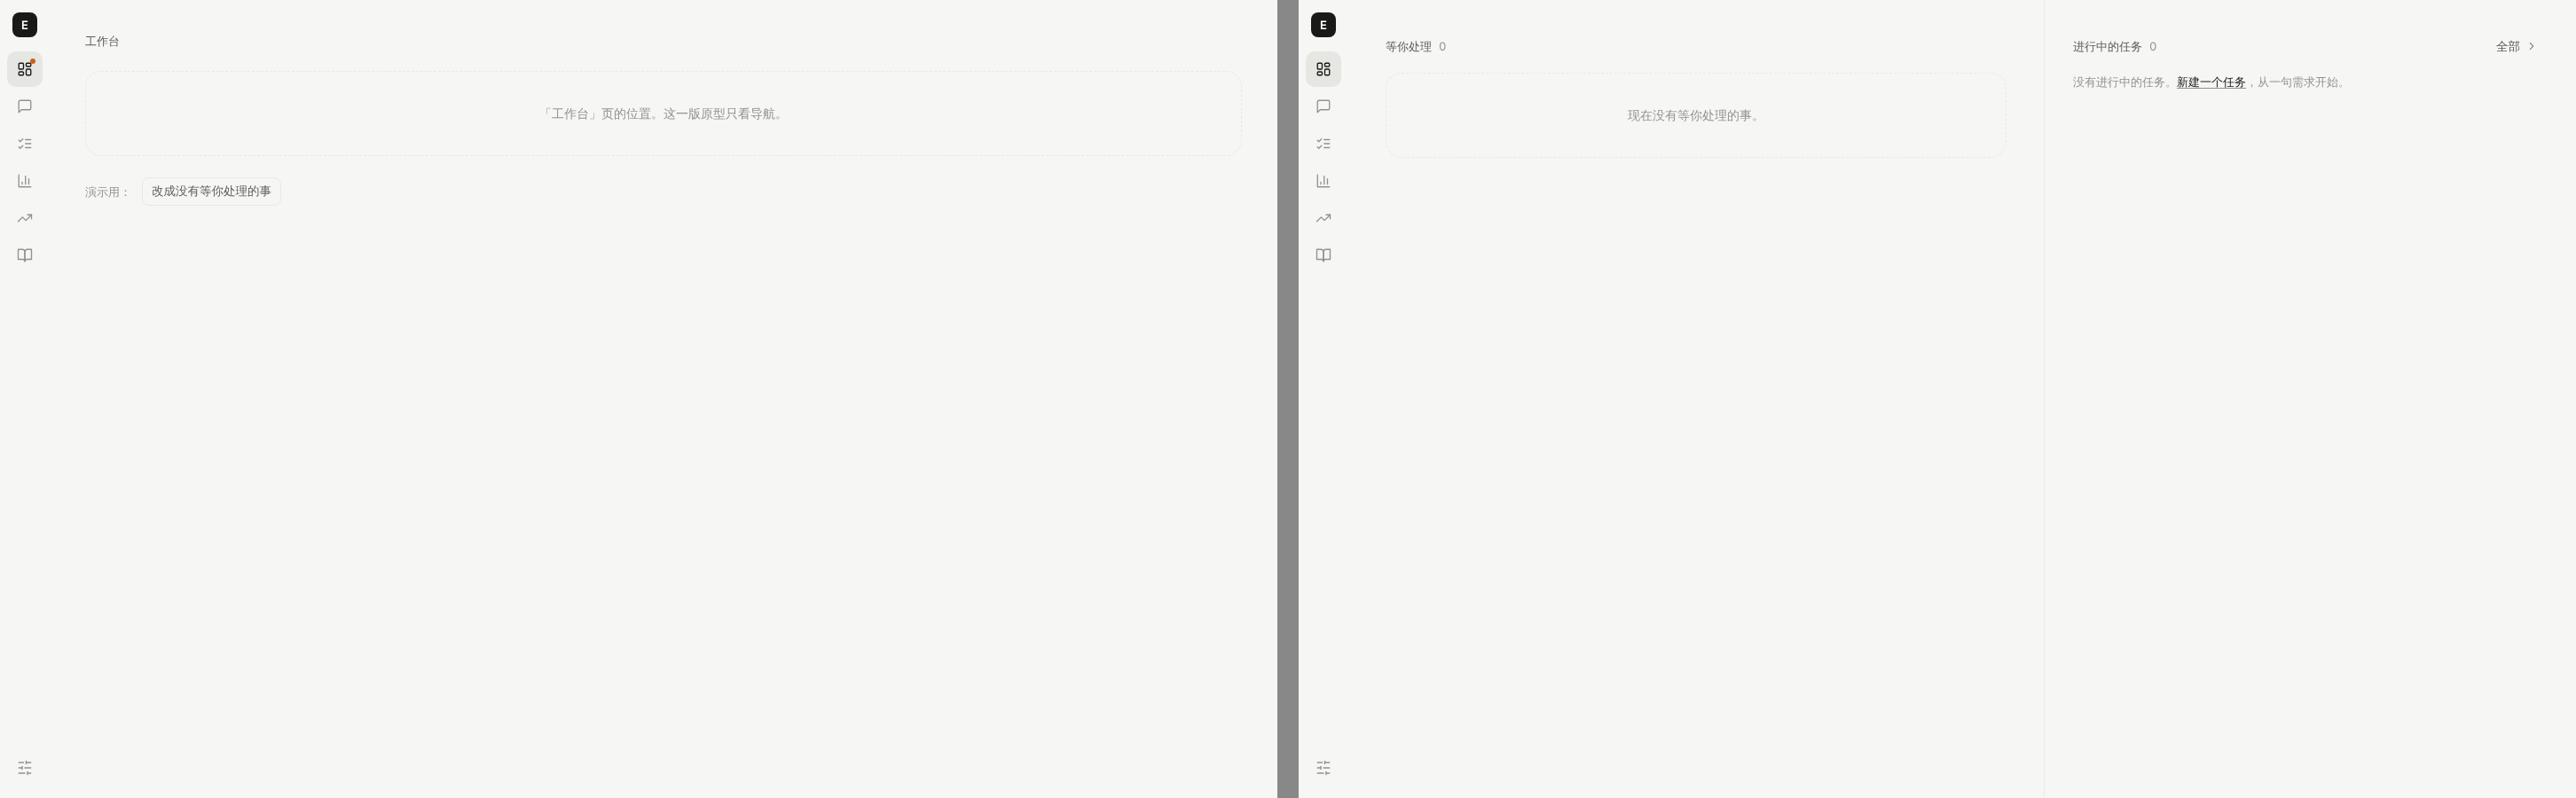 E
工作台
「工作台」页的位置。这一版原型只看导航。
演示用：
改成没有等你处理的事
E
等你处理 0
现在没有等你处理的事。
进行中的任务 0
全部
没有进行中的任务。新建一个任务，从一句需求开始。